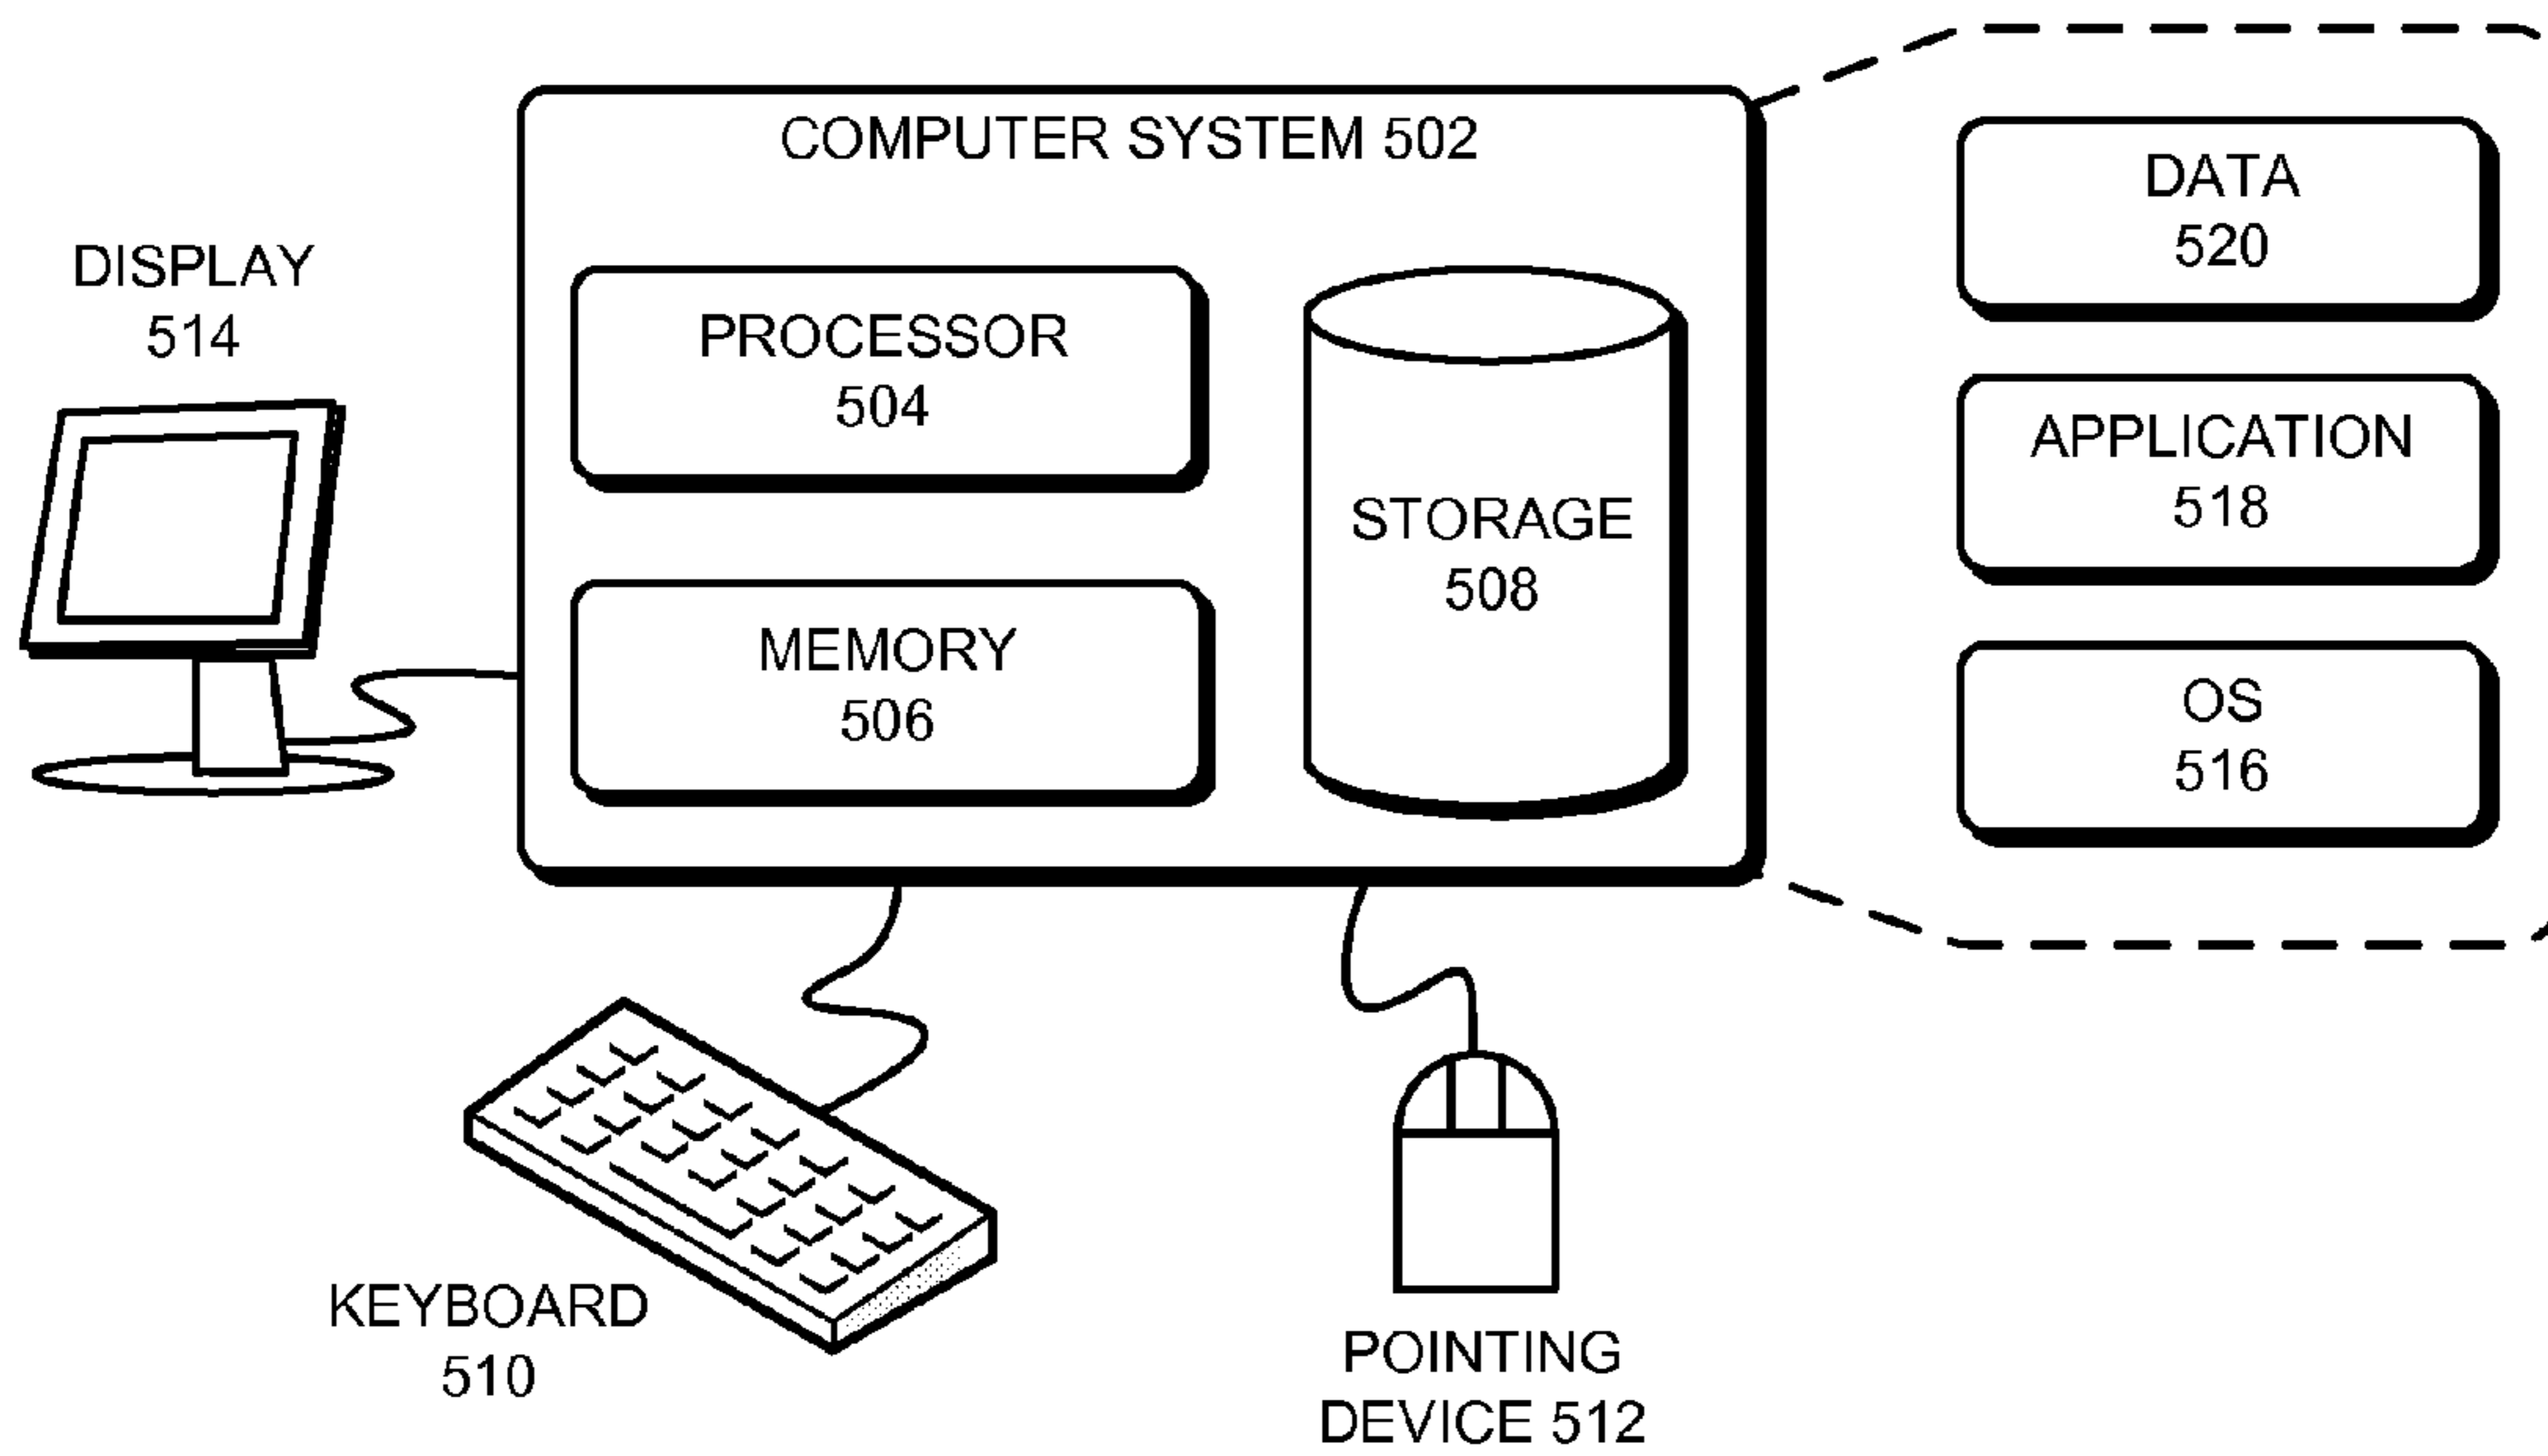 COMPUTER SYSTEM 502
DISPLAY
514
PROCESSOR
504
MEMORY
506
STORAGE
508
DATA
520
APPLICATION
518
OS
516
KEYBOARD
510
POINTING
DEVICE 512